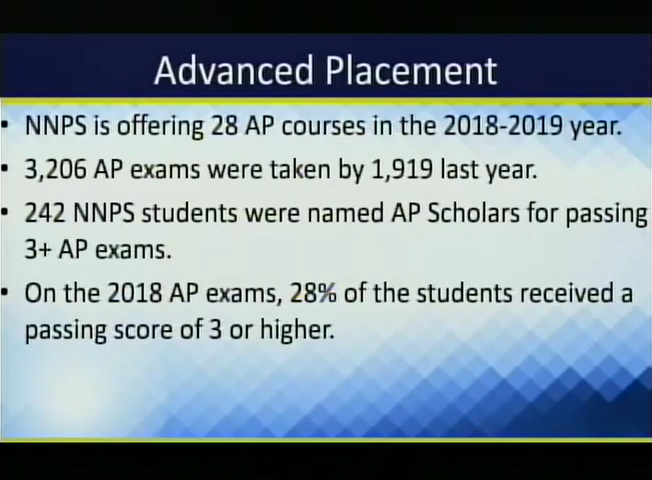 Advanced Placement
• NNPS is offering 28 AP courses in the 2018-2019 year.
• 3,206 AP exams were taken by 1,919 last year.
• 242 NNPS students were named AP Scholars for passing
3+ AP exams.
• On the 2018 AP exams, 28% of the students received a
passing score of 3 or higher.